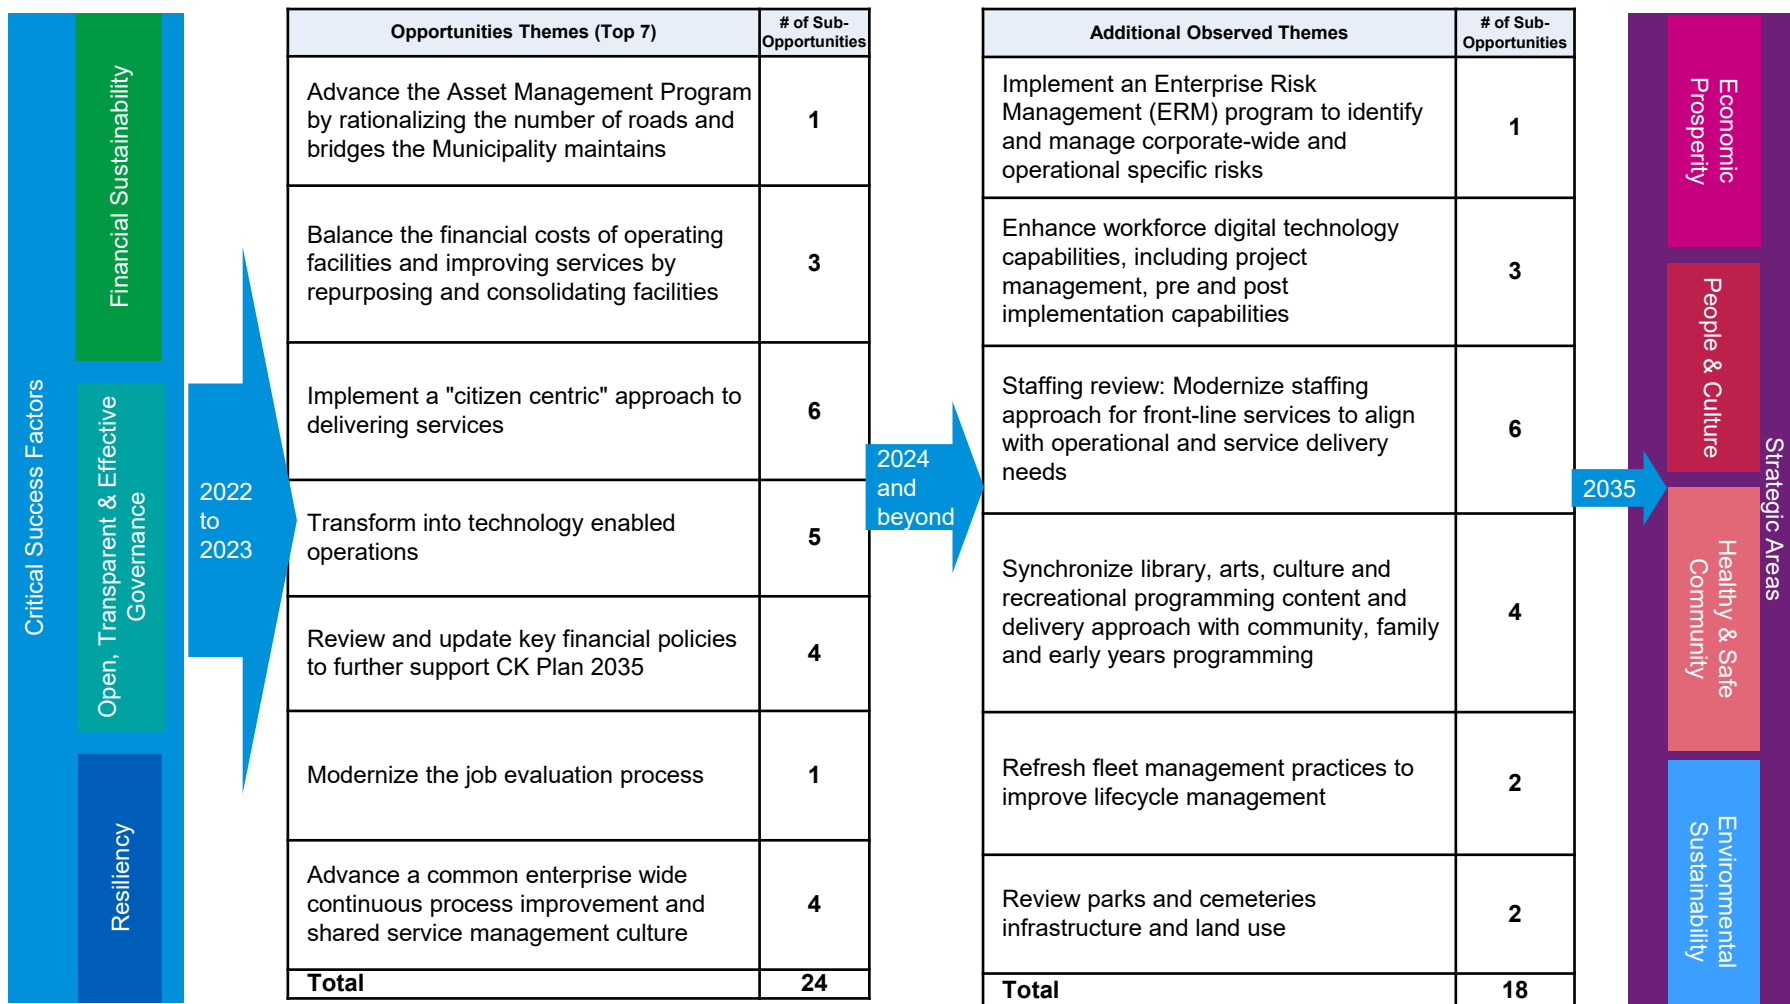 Critical Success Factors
Financial Sustainability
Open, Transparent & Effective
Governance
Resiliency
2022
to
2023
Opportunities Themes (Top 7)
# of Sub-
Opportunities
Advance the Asset Management Program
by rationalizing the number of roads and
bridges the Municipality maintains
1
Balance the financial costs of operating
facilities and improving services by
repurposing and consolidating facilities
3
Implement a "citizen centric" approach to
delivering services
6
Transform into technology enabled
operations
5
Review and update key financial policies
to further support CK Plan 2035
4
Modernize the job evaluation process
1
Advance a common enterprise wide
continuous process improvement and
shared service management culture
4
Total
24
2024
and
beyond
Additional Observed Themes
# of Sub-
Opportunities
Implement an Enterprise Risk
Management (ERM) program to identify
and manage corporate-wide and
operational specific risks
1
Enhance workforce digital technology
capabilities, including project
management, pre and post
implementation capabilities
3
Staffing review: Modernize staffing
approach for front-line services to align
with operational and service delivery
needs
6
Synchronize library, arts, culture and
recreational programming content and
delivery approach with community, family
and early years programming
4
Refresh fleet management practices to
improve lifecycle management
2
Review parks and cemeteries
infrastructure and land use
2
Total
18
2035
Economic
Prosperity
People & Culture
Healthy & Safe
Community
Environmental
Sustainability
Strategic Areas